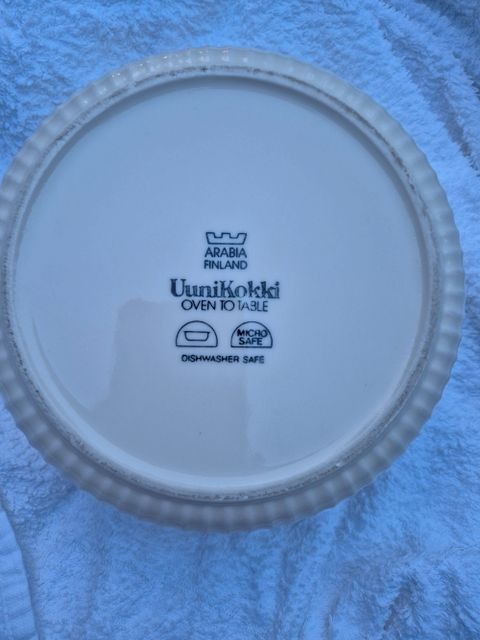 ARABIA
FINLAND
UuniKokki
OVEN TO TABLE
MICRO
SAFE
DISHWASHER SAFE